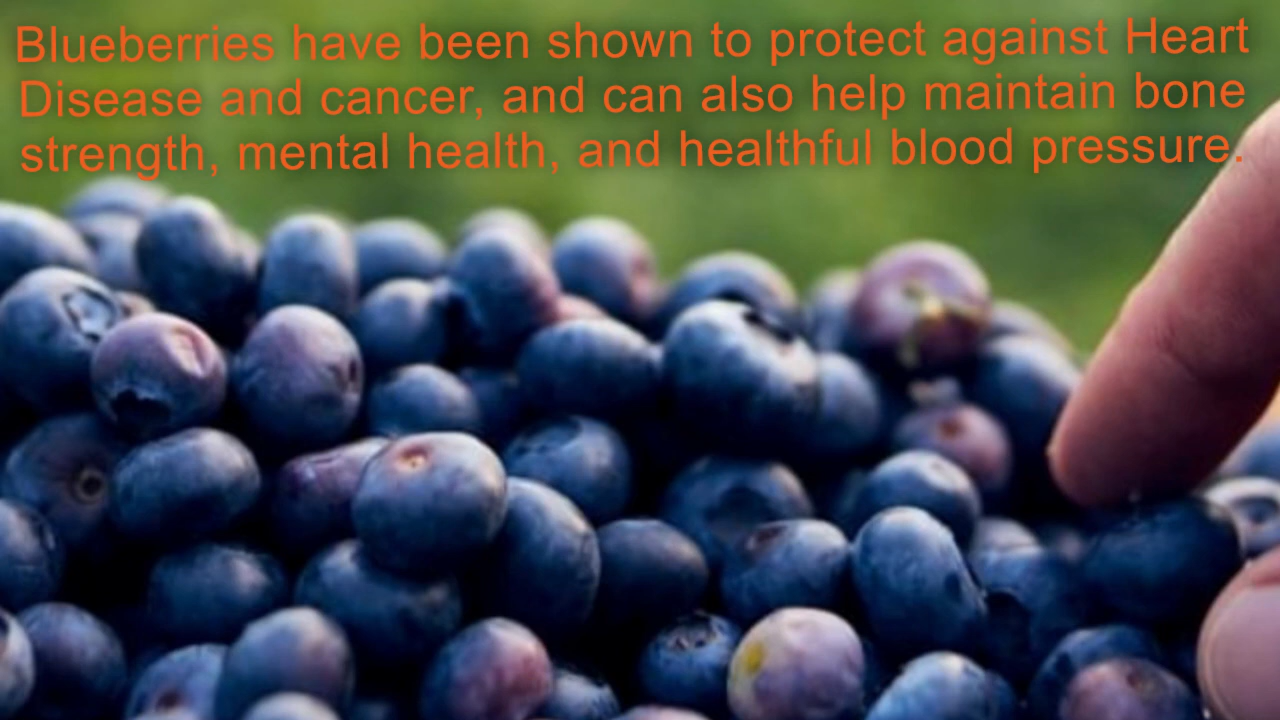 Blueberries have been shown to protect against Heart
Disease and cancer, and can also help maintain bone
strength, mental health, and healthful blood pressure.